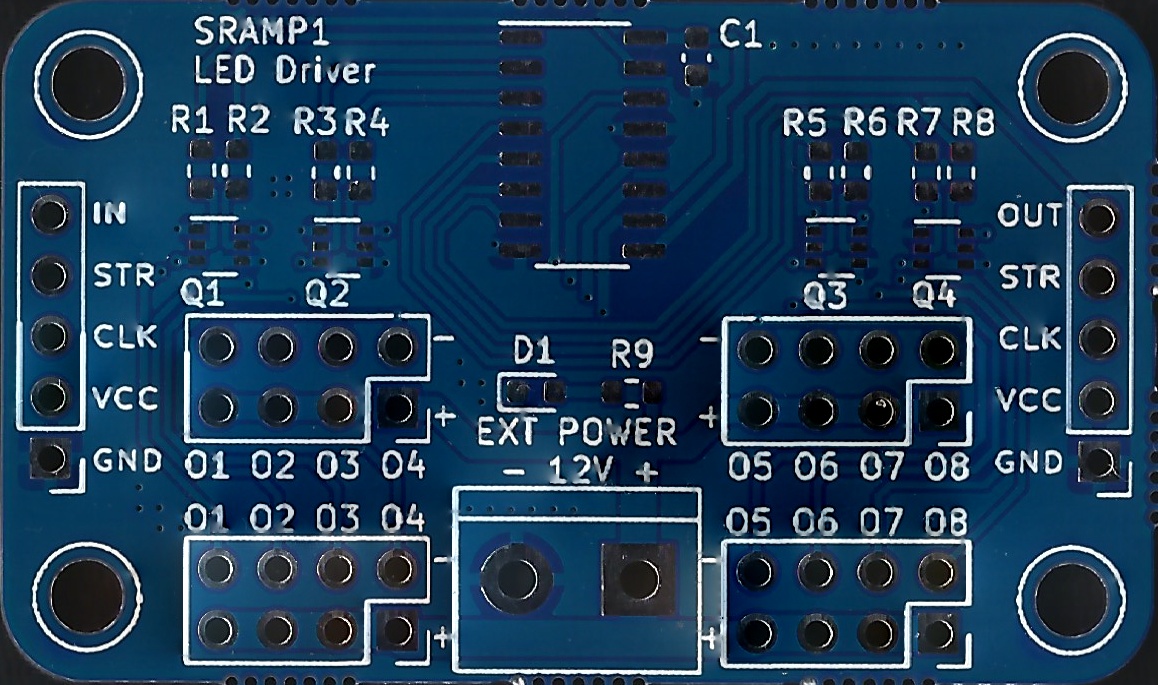 SRAMP1
LED Driver
C1
R1 R2 R3 R4
R5 R6 R7 R8
IN
OUT
STR
STR
Q1 Q2
Q3 Q4
CLK
CLK
-
-
D1 R9
VCC
VCC
+
+
EXT POWER
- 12V +
GND
GND
O1 O2 O3 O4
O5 O6 O7 O8
O1 O2 O3 O4
O5 O6 O7 O8
-
-
+
+